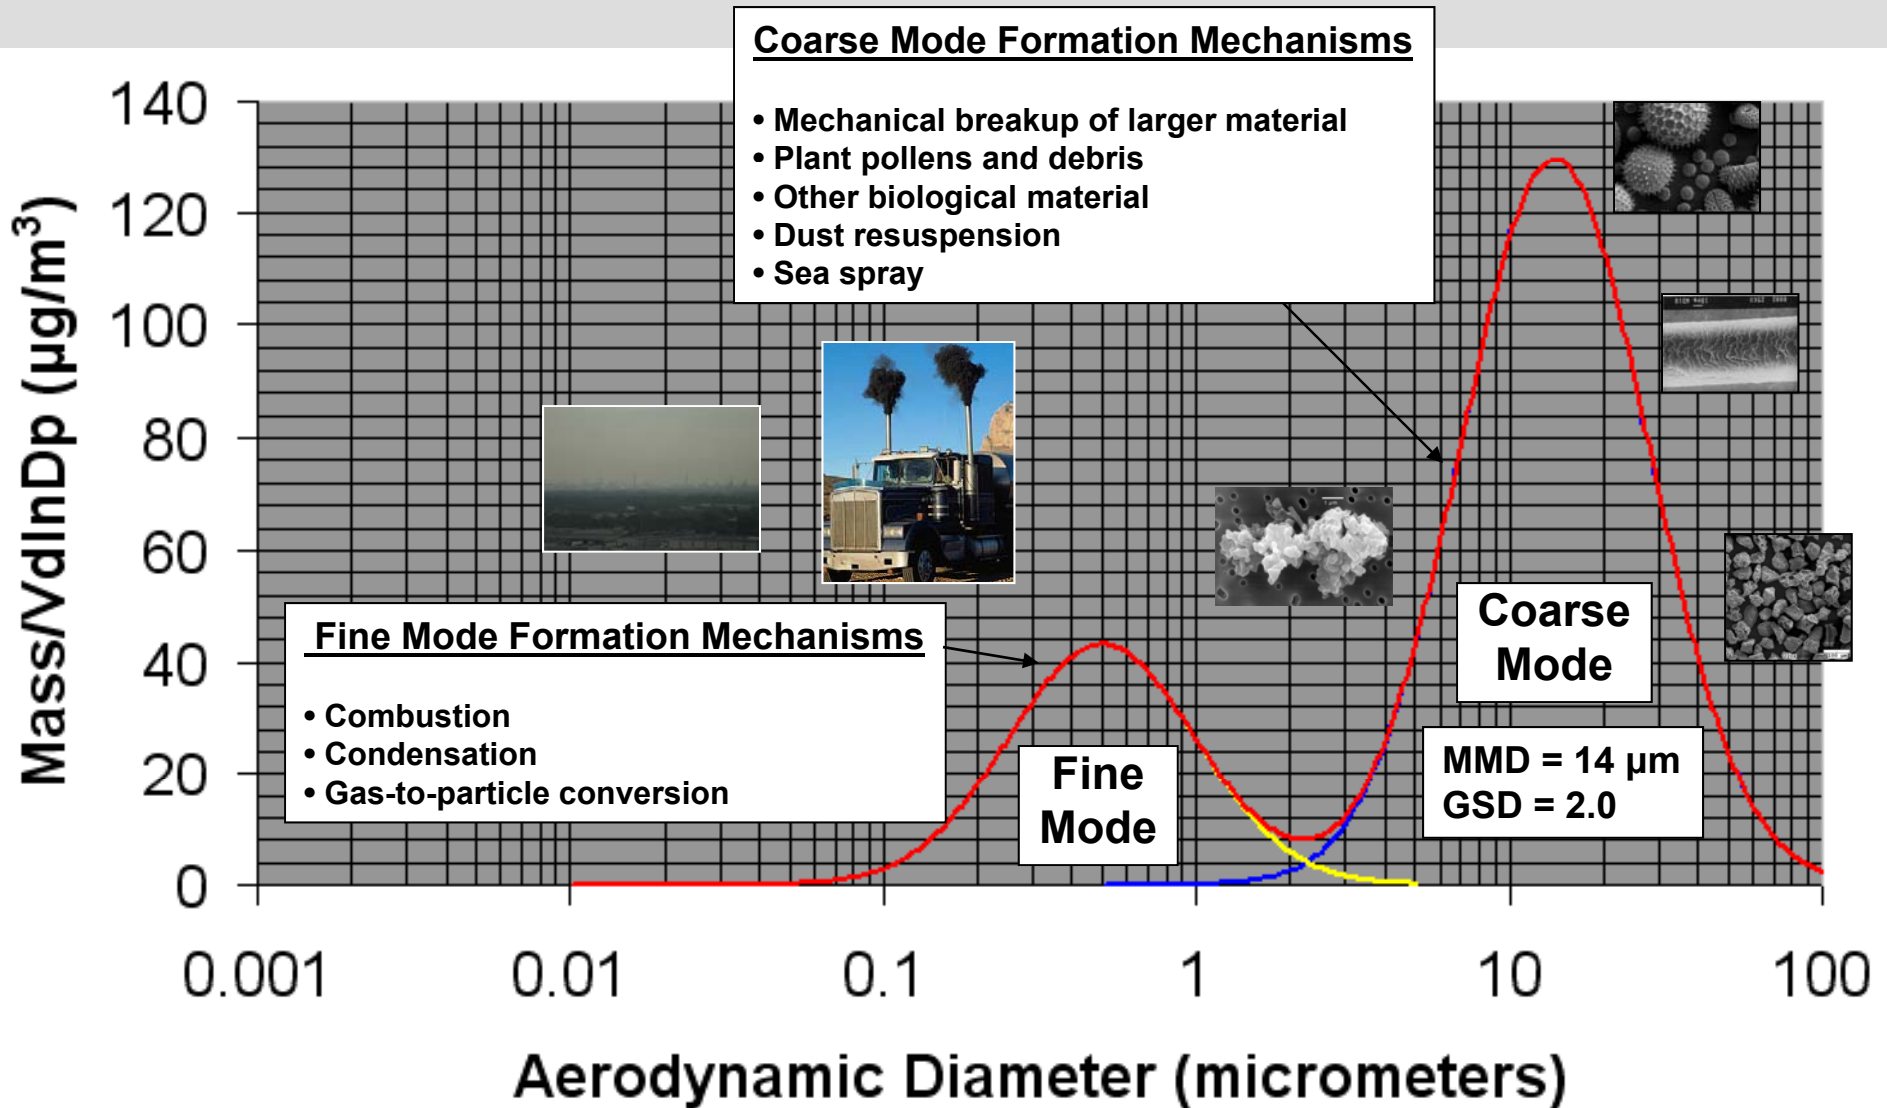 Coarse Mode Formation Mechanisms
• Mechanical breakup of larger material
• Plant pollens and debris
• Other biological material
• Dust resuspension
• Sea spray
Mass/VdlnDp (µg/m³)
140
120
100
80
60
40
20
0
Fine Mode Formation Mechanisms
• Combustion
• Condensation
• Gas-to-particle conversion
Fine
Mode
Coarse
Mode
MMD = 14 µm
GSD = 2.0
0.001
0.01
0.1
1
10
100
Aerodynamic Diameter (micrometers)